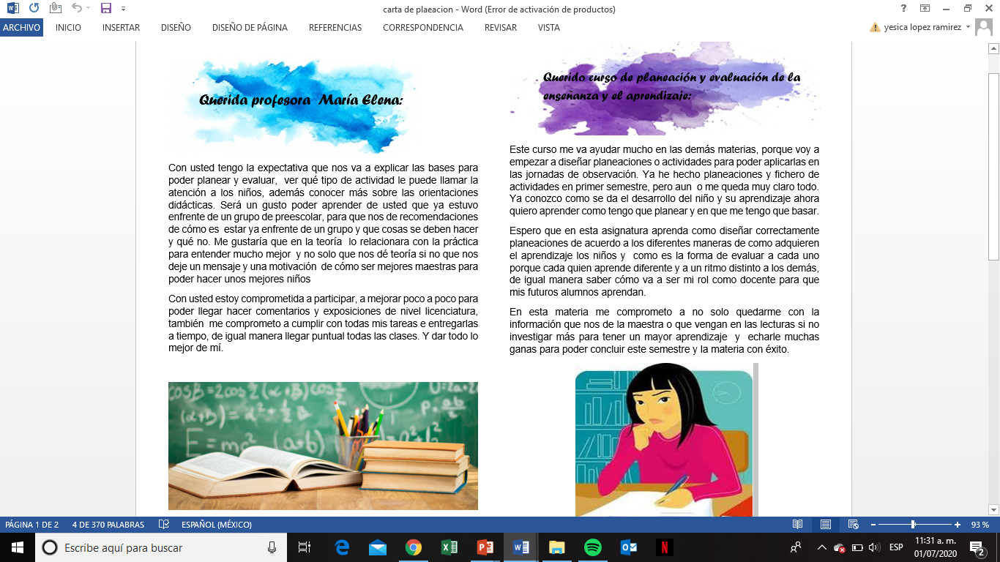 carta de plaeacion - Word (Error de activación de productos)
ARCHIVO INICIO INSERTAR DISEÑO DISEÑO DE PÁGINA REFERENCIAS CORRESPONDENCIA REVISAR VISTA
yesica lopez ramirez
Querida profesora María Elena:
Con usted tengo la expectativa que nos va a explicar las bases para
poder planear y evaluar, ver qué tipo de actividad le puede llamar la
atención a los niños, además conocer más sobre las orientaciones
didácticas. Será un gusto poder aprender de usted que ya estuvo
enfrente de un grupo de preescolar, para que nos de recomendaciones
de cómo es estar ya enfrente de un grupo y que cosas se deben hacer
y qué no. Me gustaría que en la teoría lo relacionara con la práctica
para entender mucho mejor y no solo que nos dé teoría si no que nos
deje un mensaje y una motivación de cómo ser mejores maestras para
poder hacer unos mejores niños
Con usted estoy comprometida a participar, a mejorar poco a poco para
poder llegar hacer comentarios y exposiciones de nivel licenciatura,
también me comprometo a cumplir con todas mis tareas e entregarlas
a tiempo, de igual manera llegar puntual todas las clases. Y dar todo lo
mejor de mí.
Querido curso de planeación y evaluación de la
enseñanza y el aprendizaje:
Este curso me va ayudar mucho en las demás materias, porque voy a
empezar a diseñar planeaciones o actividades para poder aplicarlas en
las jornadas de observación. Ya he hecho planeaciones y fichero de
actividades en primer semestre, pero aun o me queda muy claro todo.
Ya conozco como se da el desarrollo del niño y su aprendizaje ahora
quiero aprender como tengo que planear y en que me tengo que basar.
Espero que en esta asignatura aprenda como diseñar correctamente
planeaciones de acuerdo a los diferentes maneras de como adquieren
el aprendizaje los niños y como es la forma de evaluar a cada uno
porque cada quien aprende diferente y a un ritmo distinto a los demás,
de igual manera saber cómo va a ser mi rol como docente para que
mis futuros alumnos aprendan.
En esta materia me comprometo a no solo quedarme con la
información que nos de la maestra o que vengan en las lecturas si no
investigar más para tener un mayor aprendizaje y echarle muchas
ganas para poder concluir este semestre y la materia con éxito.
PÁGINA 1 DE 2 4 DE 370 PALABRAS ESPAÑOL (MÉXICO) 93 %
Escribe aquí para buscar
ESP
11:31 a. m.
01/07/2020
2